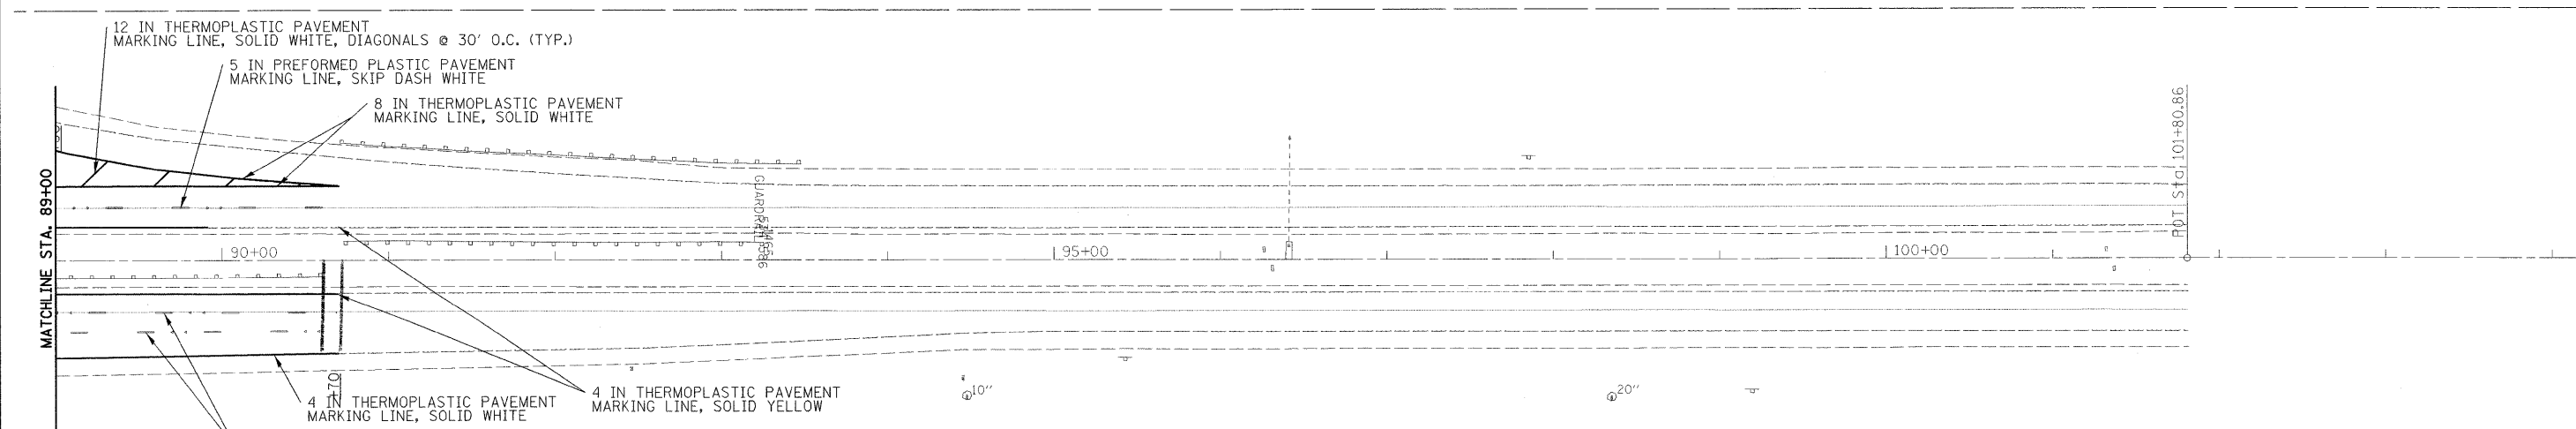 12 IN THERMOPLASTIC PAVEMENT
MARKING LINE, SOLID WHITE, DIAGONALS @ 30' O.C. (TYP.)
5 IN PREFORMED PLASTIC PAVEMENT
MARKING LINE, SKIP DASH WHITE
8 IN THERMOPLASTIC PAVEMENT
MARKING LINE, SOLID WHITE
MATCHLINE STA. 89+00
POT Sta. 101+80.86
90+00
95+00
100+00
+70
4 IN THERMOPLASTIC PAVEMENT
MARKING LINE, SOLID WHITE
4 IN THERMOPLASTIC PAVEMENT
MARKING LINE, SOLID YELLOW
10"
20"